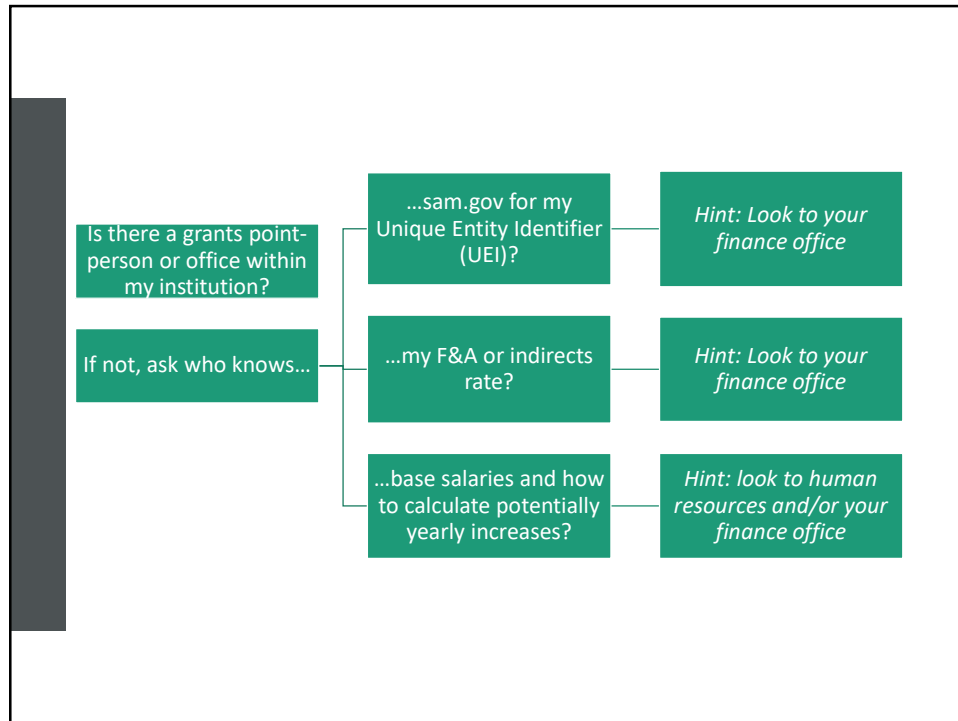 Is there a grants point-
person or office within
my institution?
If not, ask who knows…
…sam.gov for my
Unique Entity Identifier
(UEI)?
Hint: Look to your
finance office
…my F&A or indirects
rate?
Hint: Look to your
finance office
…base salaries and how
to calculate potentially
yearly increases?
Hint: look to human
resources and/or your
finance office